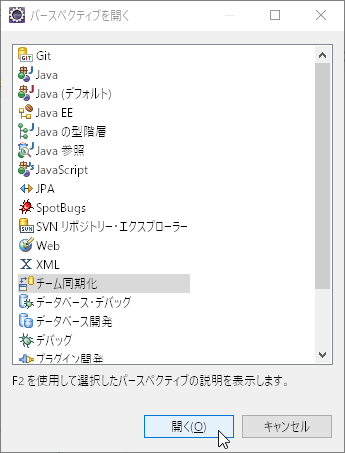 パースペクティブを開く
Git
GIT
Java
Java (デフォルト)
Java EE
Java の型階層
Java 参照
JavaScript
JPA
SpotBugs
SVN リポジトリー・エクスプローラー
SVN
Web
XML
チーム同期化
データベース・デバッグ
データベース開発
デバッグ
プラグイン開発
F2 を使用して選択したパースペクティブの説明を表示します。
開く(O)
キャンセル